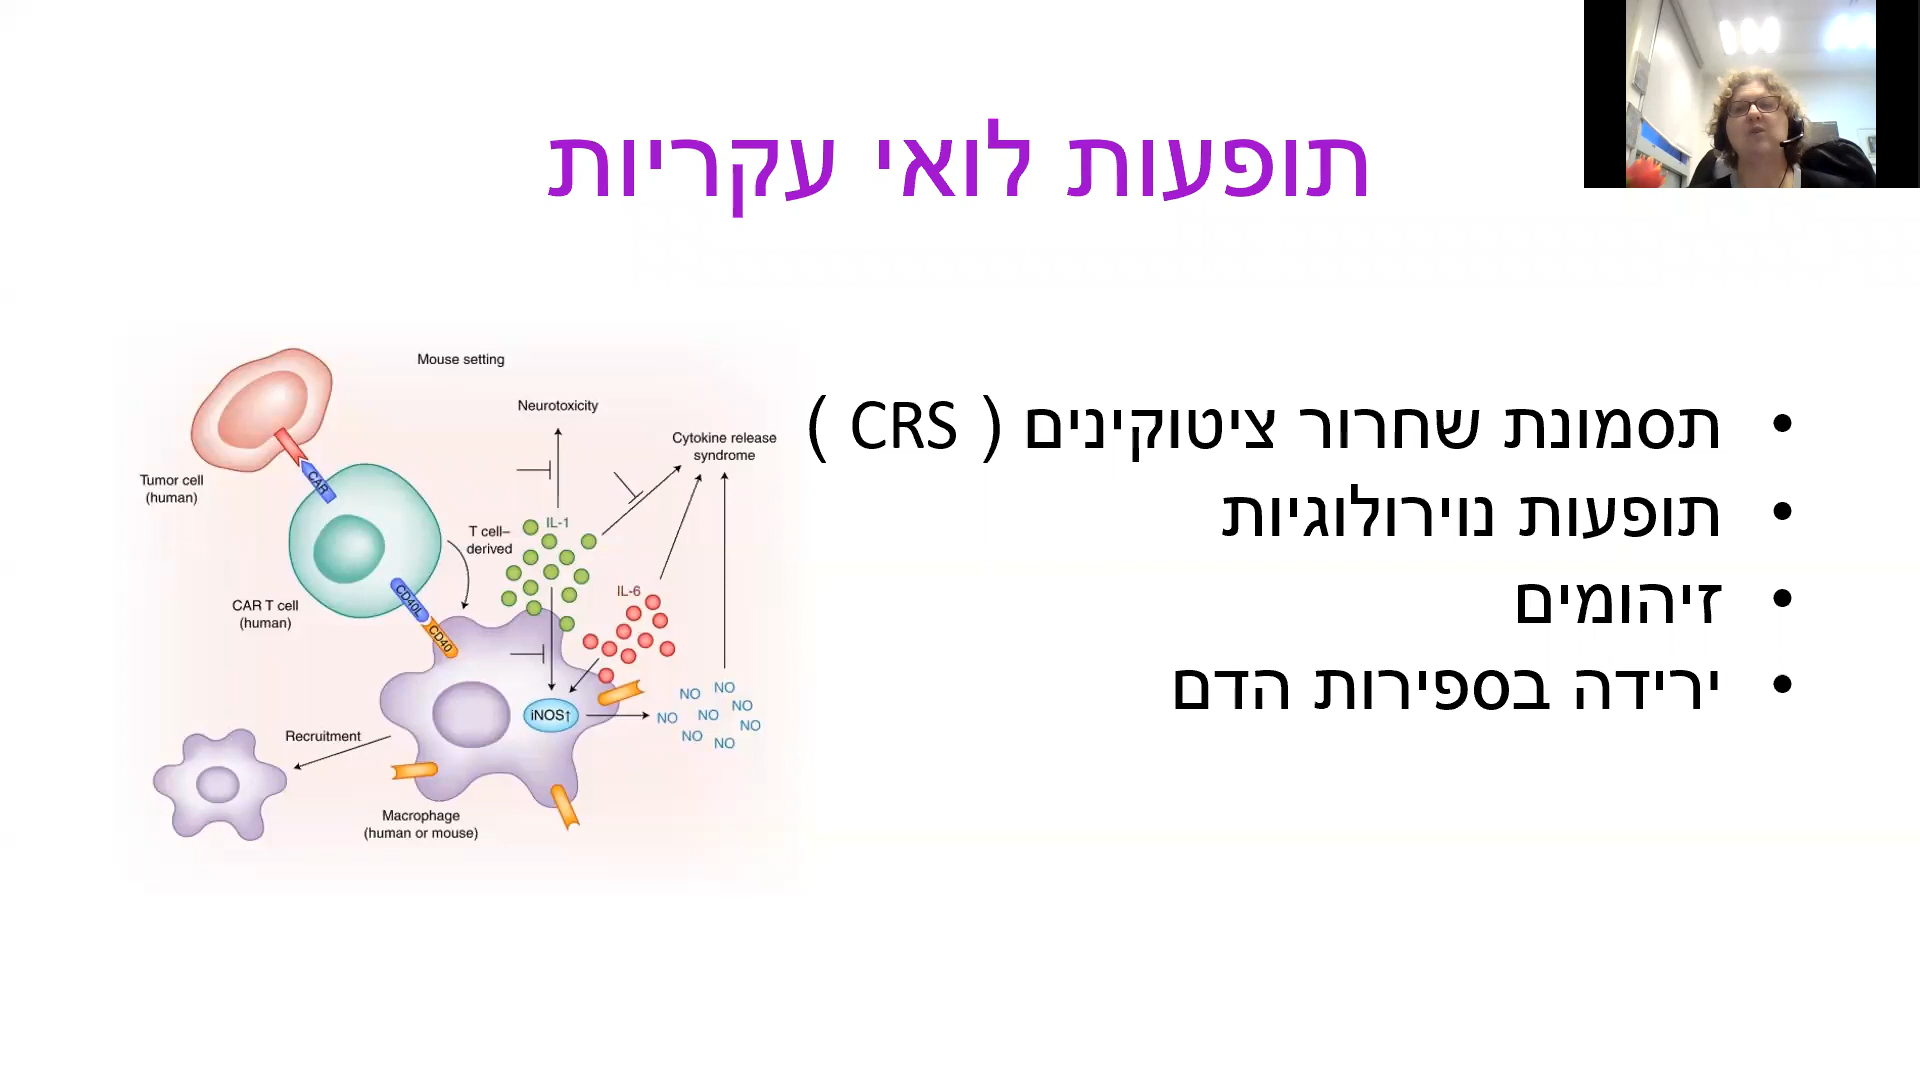 תופעות לואי עקריות
תסמונת שחרור ציטוקינים ( CRS )
תופעות נוירולוגיות
זיהומים
ירידה בספירות הדם
Mouse setting
Neurotoxicity
Cytokine release
syndrome
Tumor cell
(human)
CAR
T cell–
derived
IL-1
IL-6
CAR T cell
(human)
CD40L
CD40
iNOS↑
NO
NO
NO
NO
NO
NO
NO
NO
Recruitment
Macrophage
(human or mouse)